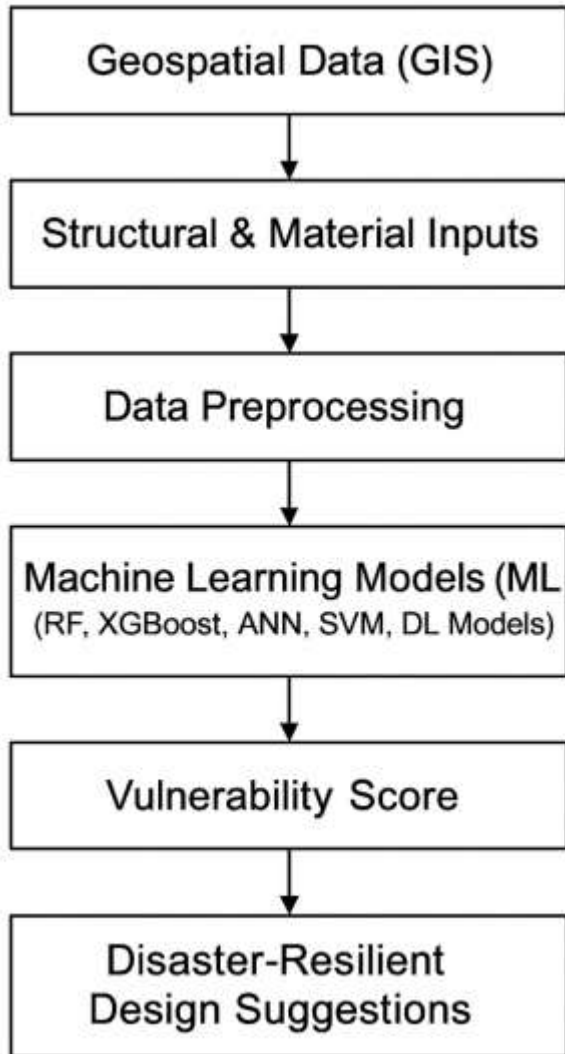 Geospatial Data (GIS)
Structural & Material Inputs
Data Preprocessing
Machine Learning Models (ML
(RF, XGBoost, ANN, SVM, DL Models)
Vulnerability Score
Disaster-Resilient
Design Suggestions